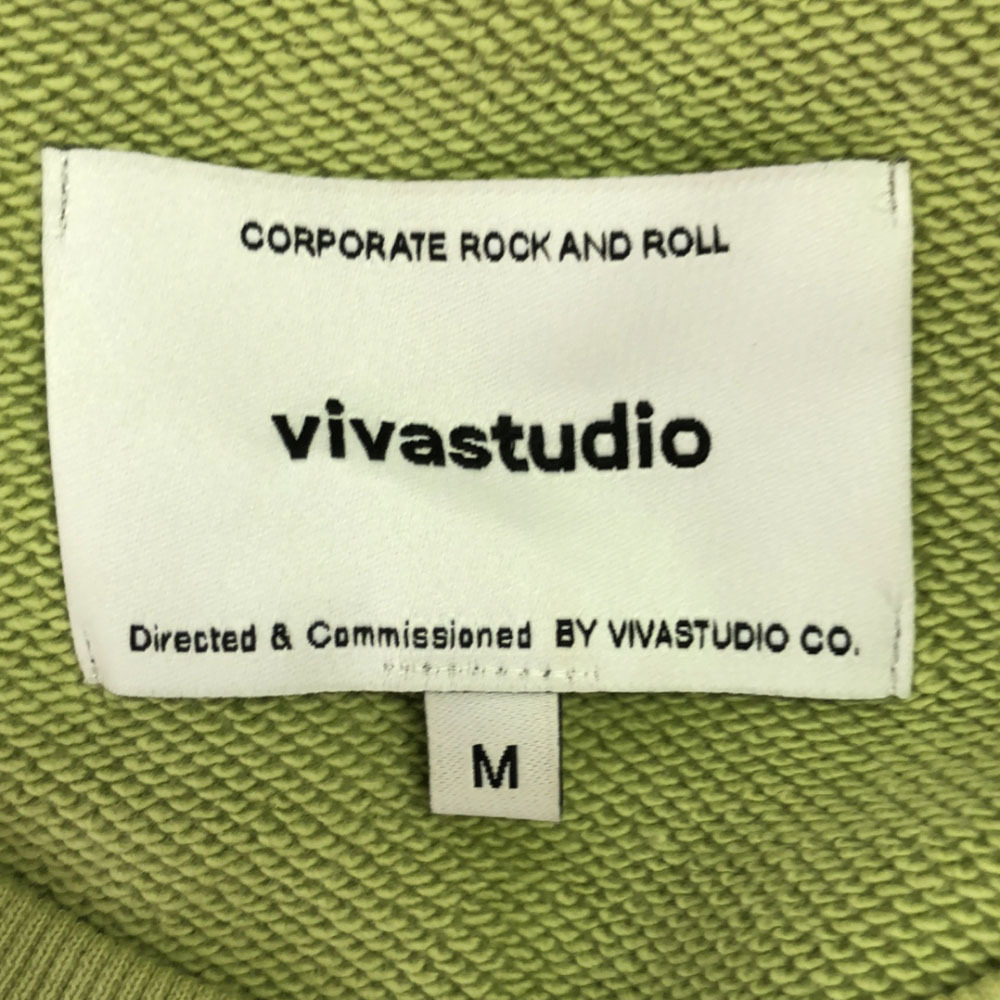 CORPORATE ROCK AND ROLL
vivastudio
Directed & Commissioned BY VIVASTUDIO CO.
M